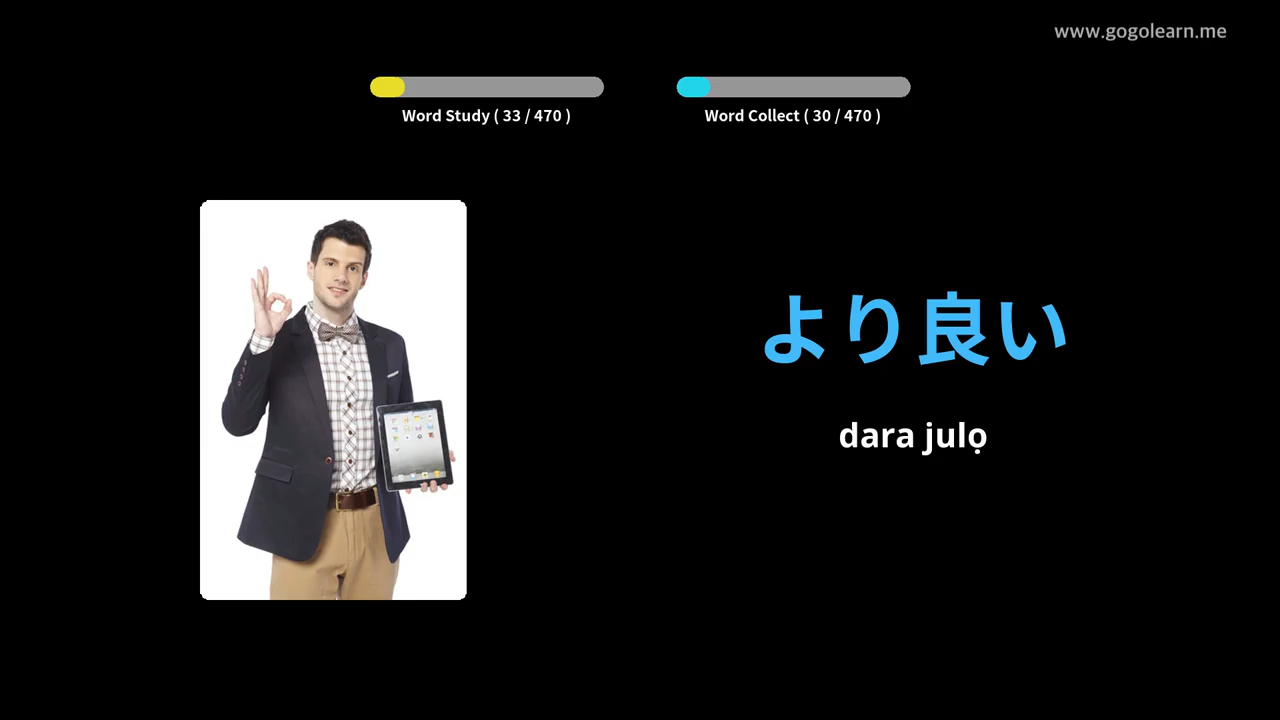 www.gogolearn.me
Word Study ( 33 / 470 )
Word Collect ( 30 / 470 )
より良い
dara julọ